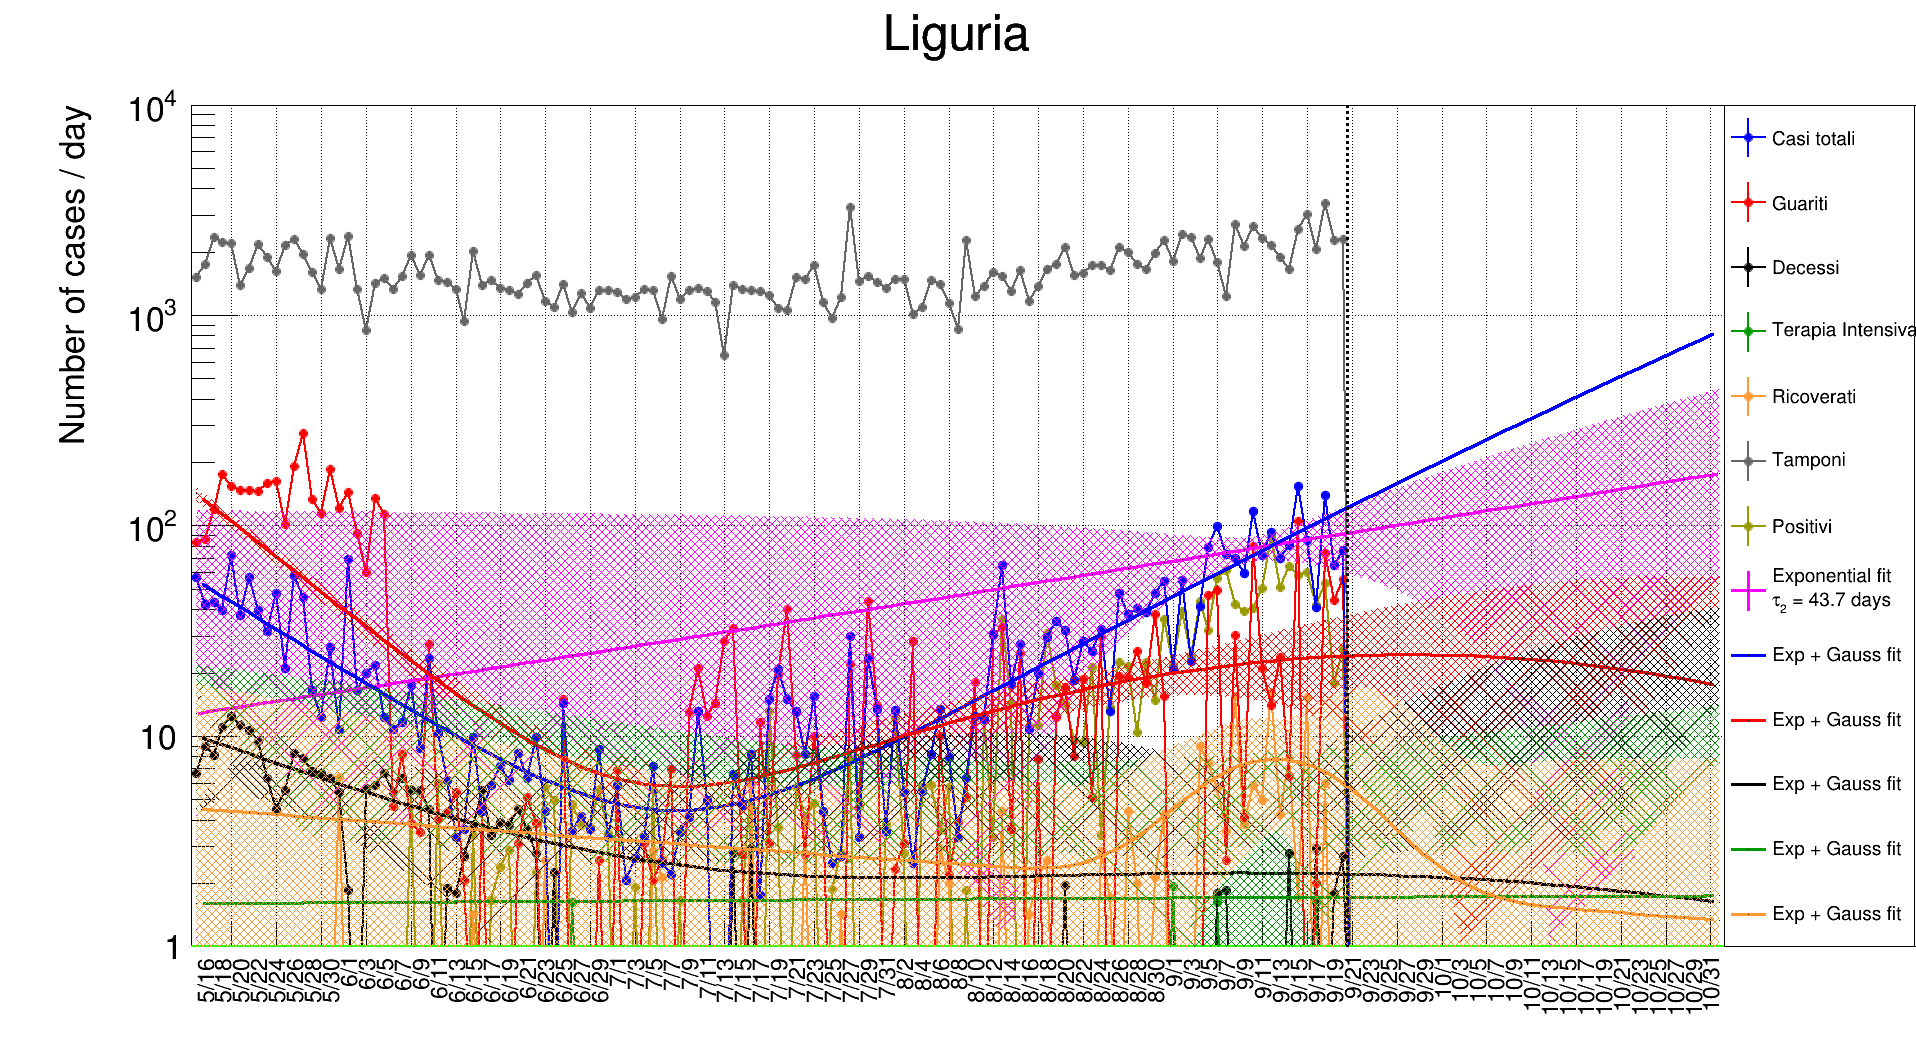 Liguria
Number of cases / day
10⁴
10³
10²
10
1
5/16 5/18 5/20 5/22 5/24 5/26 5/28 5/30 6/1 6/3 6/5 6/7 6/9 6/11 6/13 6/15 6/17 6/19 6/21 6/23 6/25 6/27 6/29 7/1 7/3 7/5 7/7 7/9 7/11 7/13 7/15 7/17 7/19 7/21 7/23 7/25 7/27 7/29 7/31 8/2 8/4 8/6 8/8 8/10 8/12 8/14 8/16 8/18 8/20 8/22 8/24 8/26 8/28 8/30 9/1 9/3 9/5 9/7 9/9 9/11 9/13 9/15 9/17 9/19 9/21 9/23 9/25 9/27 9/29 10/1 10/3 10/5 10/7 10/9 10/11 10/13 10/15 10/17 10/19 10/21 10/23 10/25 10/27 10/29 10/31
Casi totali
Guariti
Decessi
Terapia Intensiva
Ricoverati
Tamponi
Positivi
Exponential fit
τ₂ = 43.7 days
Exp + Gauss fit
Exp + Gauss fit
Exp + Gauss fit
Exp + Gauss fit
Exp + Gauss fit